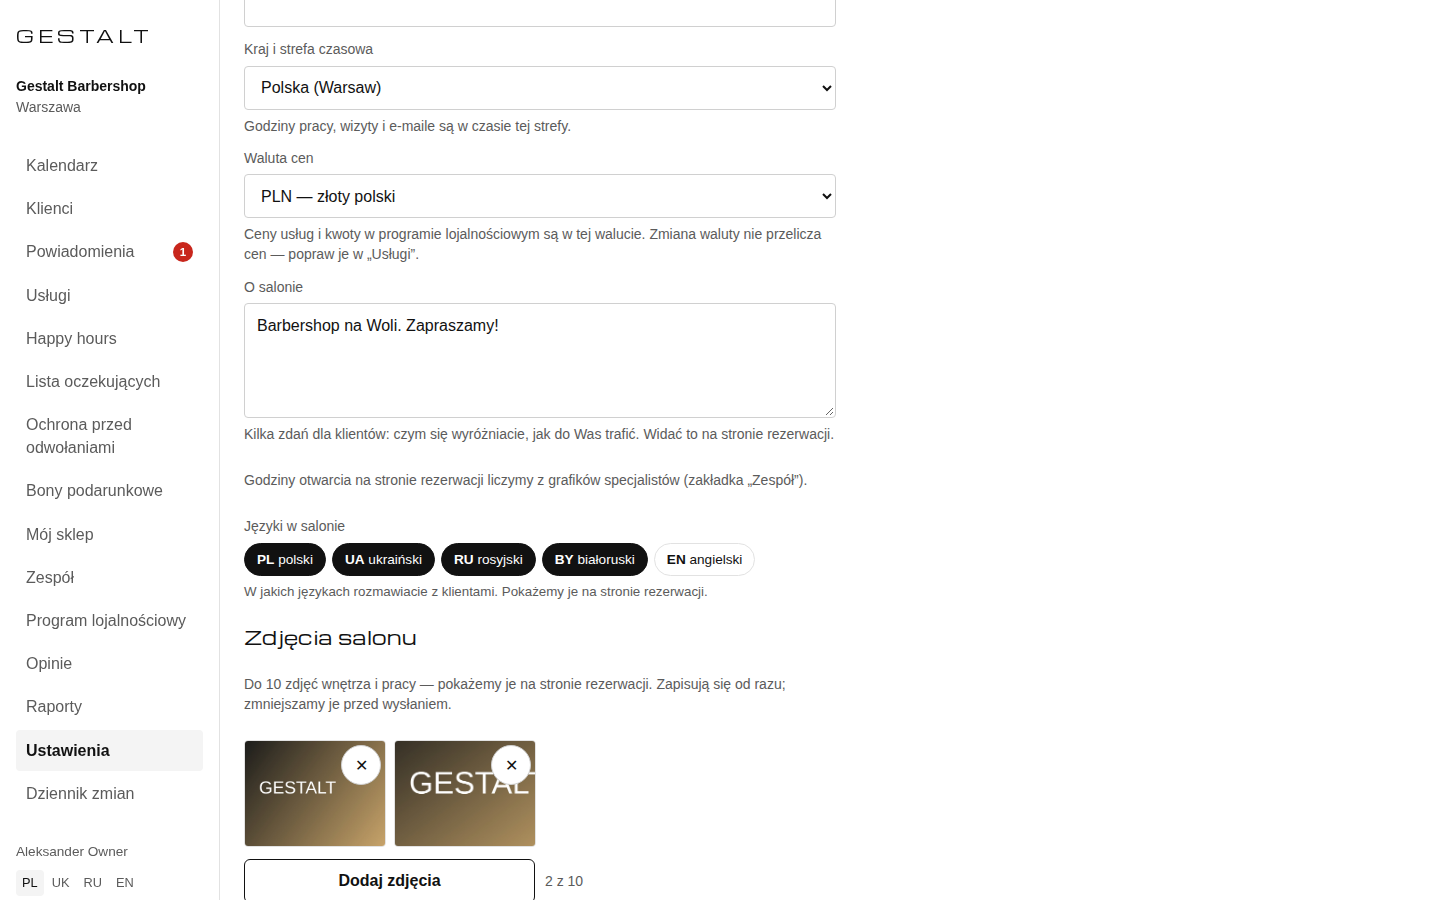 GESTALT
Gestalt Barbershop
Warszawa
Kalendarz
Klienci
Powiadomienia 1
Usługi
Happy hours
Lista oczekujących
Ochrona przed
odwołaniami
Bony podarunkowe
Mój sklep
Zespół
Program lojalnościowy
Opinie
Raporty
Ustawienia
Dziennik zmian
Aleksander Owner
PL UK RU EN
Kraj i strefa czasowa
Polska (Warsaw)
Godziny pracy, wizyty i e-maile są w czasie tej strefy.
Waluta cen
PLN — złoty polski
Ceny usług i kwoty w programie lojalnościowym są w tej walucie. Zmiana waluty nie przelicza
cen — popraw je w „Usługi”.
O salonie
Barbershop na Woli. Zapraszamy!
Kilka zdań dla klientów: czym się wyróżniacie, jak do Was trafić. Widać to na stronie rezerwacji.
Godziny otwarcia na stronie rezerwacji liczymy z grafików specjalistów (zakładka „Zespół”).
Języki w salonie
PL polski UA ukraiński RU rosyjski BY białoruski EN angielski
W jakich językach rozmawiacie z klientami. Pokażemy je na stronie rezerwacji.
Zdjęcia salonu
Do 10 zdjęć wnętrza i pracy — pokażemy je na stronie rezerwacji. Zapisują się od razu;
zmniejszamy je przed wysłaniem.
GESTALT ✕ GESTALT ✕
Dodaj zdjęcia 2 z 10